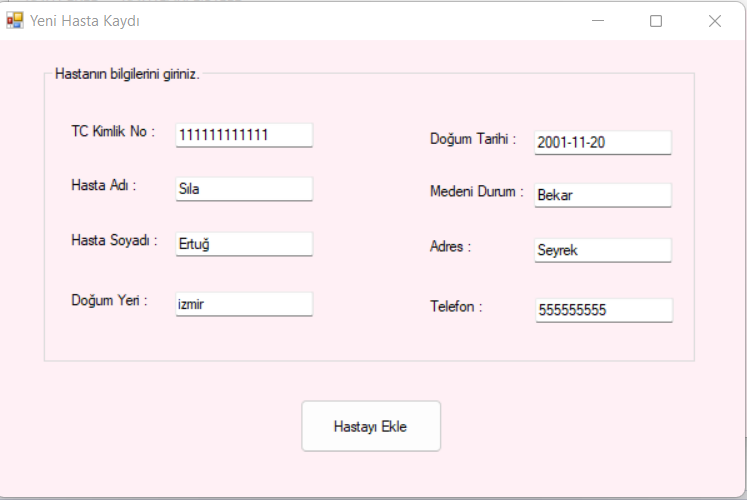 Yeni Hasta Kaydı
Hastanın bilgilerini giriniz.
TC Kimlik No : 111111111111
Doğum Tarihi : 2001-11-20
Hasta Adı : Sıla
Medeni Durum : Bekar
Hasta Soyadı : Ertuğ
Adres : Seyrek
Doğum Yeri : izmir
Telefon : 555555555
Hastayı Ekle